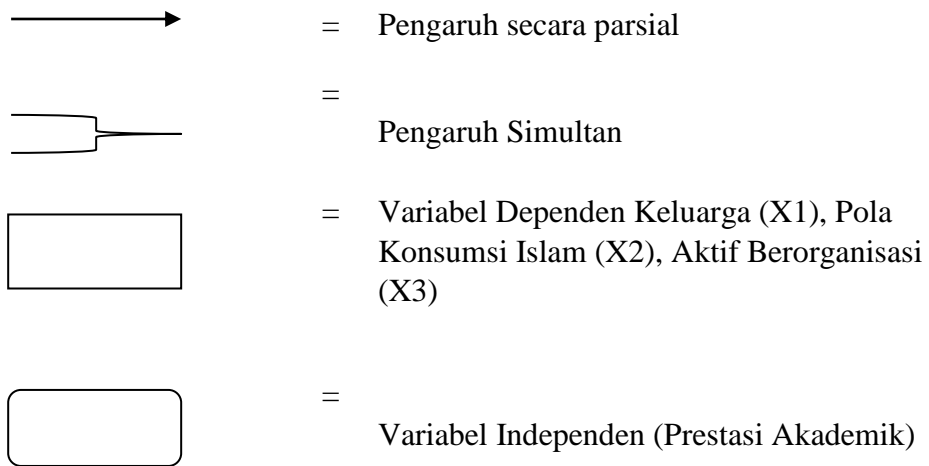 = Pengaruh secara parsial
=
Pengaruh Simultan
= Variabel Dependen Keluarga (X1), Pola
Konsumsi Islam (X2), Aktif Berorganisasi
(X3)
=
Variabel Independen (Prestasi Akademik)